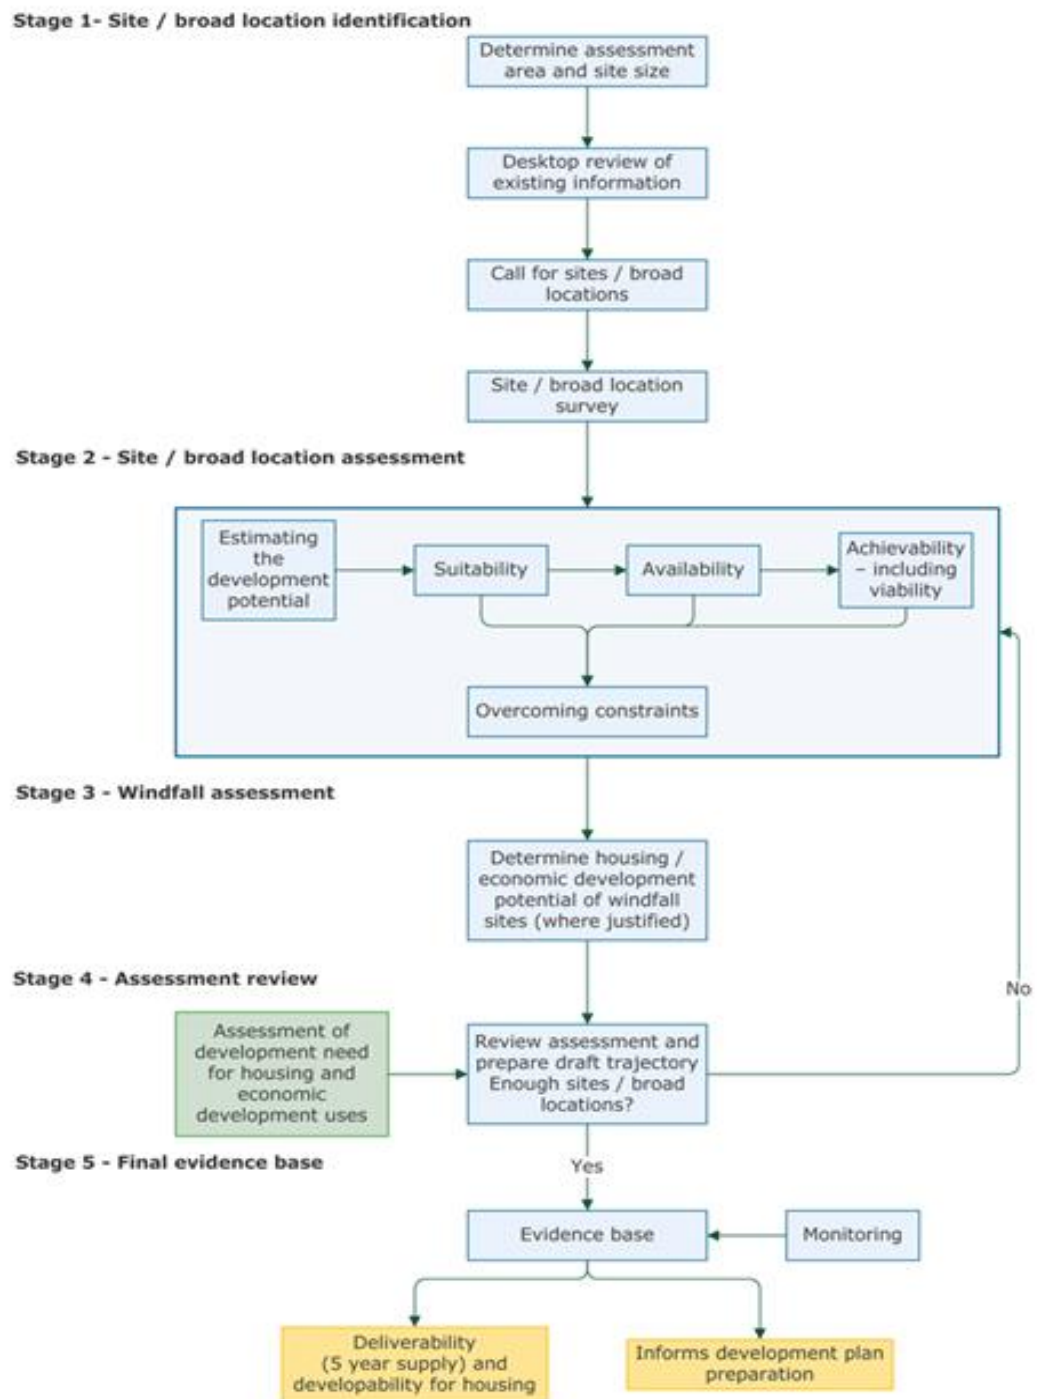 Stage 1- Site / broad location identification
Determine assessment
area and site size
Desktop review of
existing information
Call for sites / broad
locations
Site / broad location
survey
Stage 2 - Site / broad location assessment
Estimating
the
development
potential
Suitability
Availability
Achievability
– including
viability
Overcoming constraints
Stage 3 - Windfall assessment
Determine housing /
economic development
potential of windfall
sites (where justified)
Stage 4 - Assessment review
No
Assessment of
development need
for housing and
economic
development uses
Review assessment and
prepare draft trajectory
Enough sites / broad
locations?
Stage 5 - Final evidence base
Yes
Evidence base
Monitoring
Deliverability
(5 year supply) and
developability for housing
Informs development plan
preparation